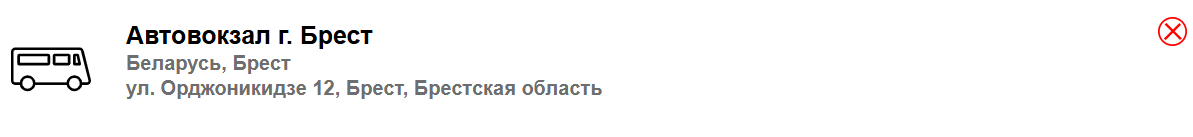 Автовокзал г. Брест
Беларусь, Брест
ул. Орджоникидзе 12, Брест, Брестская область